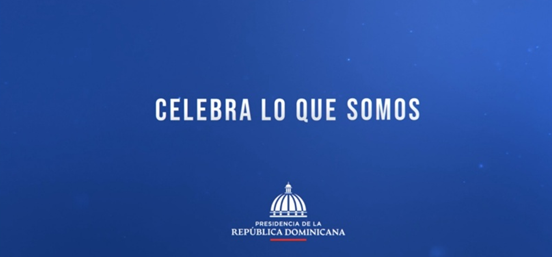 CELEBRA LO QUE SOMOS
PRESIDENCIA DE LA
REPÚBLICA DOMINICANA